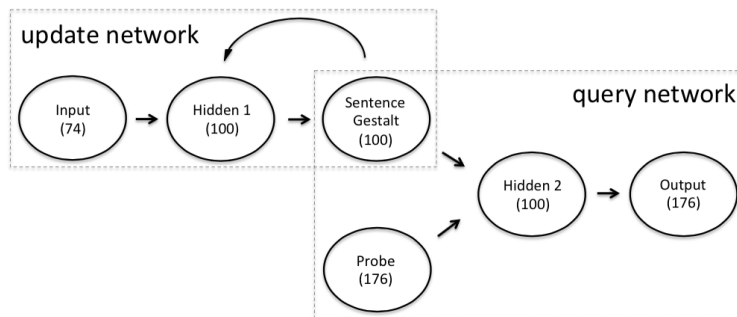 update network
Input
(74)
Hidden 1
(100)
Sentence
Gestalt
(100)
query network
Hidden 2
(100)
Output
(176)
Probe
(176)